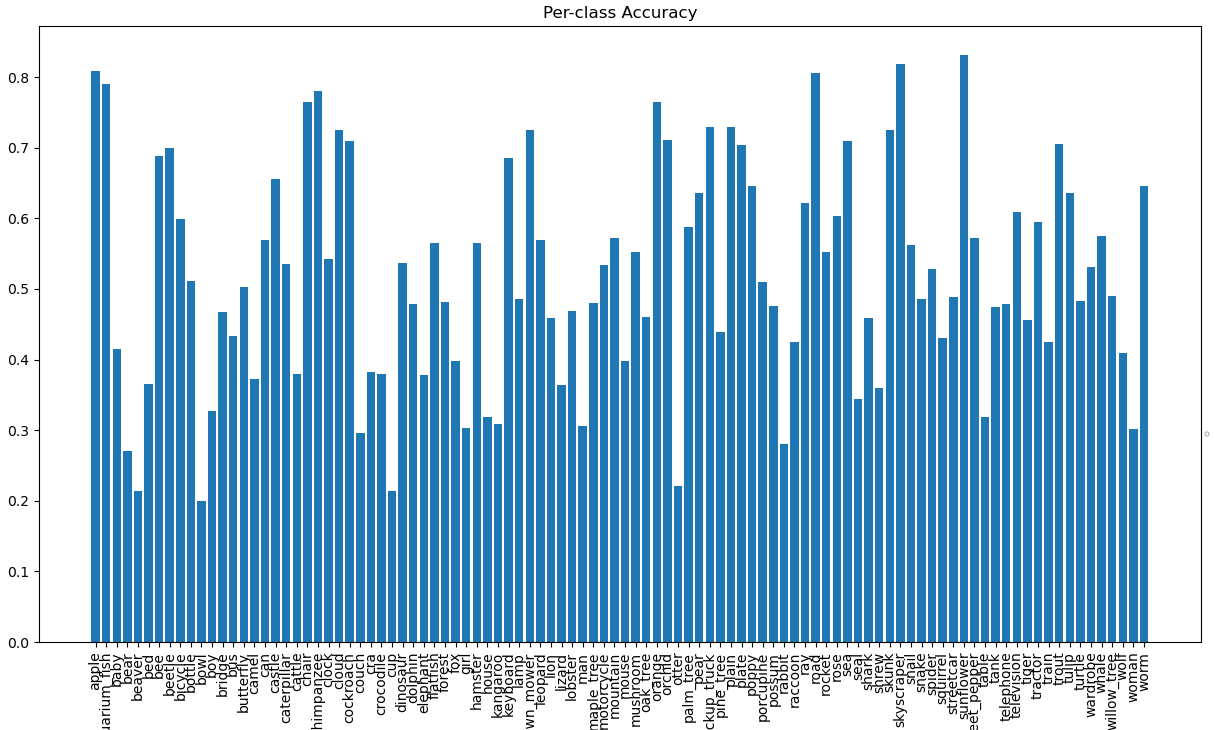 Per-class Accuracy
0.8
0.7
0.6
0.5
0.4
0.3
0.2
0.1
0.0
apple
uarium_fish
baby
bear
beaver
bed
bee
beetle
bicycle
bottle
bowl
boy
bridge
bus
butterfly
camel
can
castle
caterpillar
cattle
chair
himpanzee
clock
cloud
cockroach
couch
cra
crocodile
cup
dinosaur
dolphin
elephant
flatfish
forest
fox
girl
hamster
house
kangaroo
keyboard
lamp
wn_mower
leopard
lion
lizard
lobster
man
maple_tree
motorcycle
mountain
mouse
mushroom
oak_tree
orange
orchid
otter
palm_tree
pear
ckup_truck
pine_tree
plain
plate
poppy
porcupine
possum
rabbit
raccoon
ray
road
rocket
rose
sea
seal
shark
shrew
skunk
skyscraper
snail
snake
spider
squirrel
streetcar
sunflower
eet_pepper
table
tank
telephone
television
tiger
tractor
train
trout
tulip
turtle
wardrobe
whale
willow_tree
wolf
woman
worm